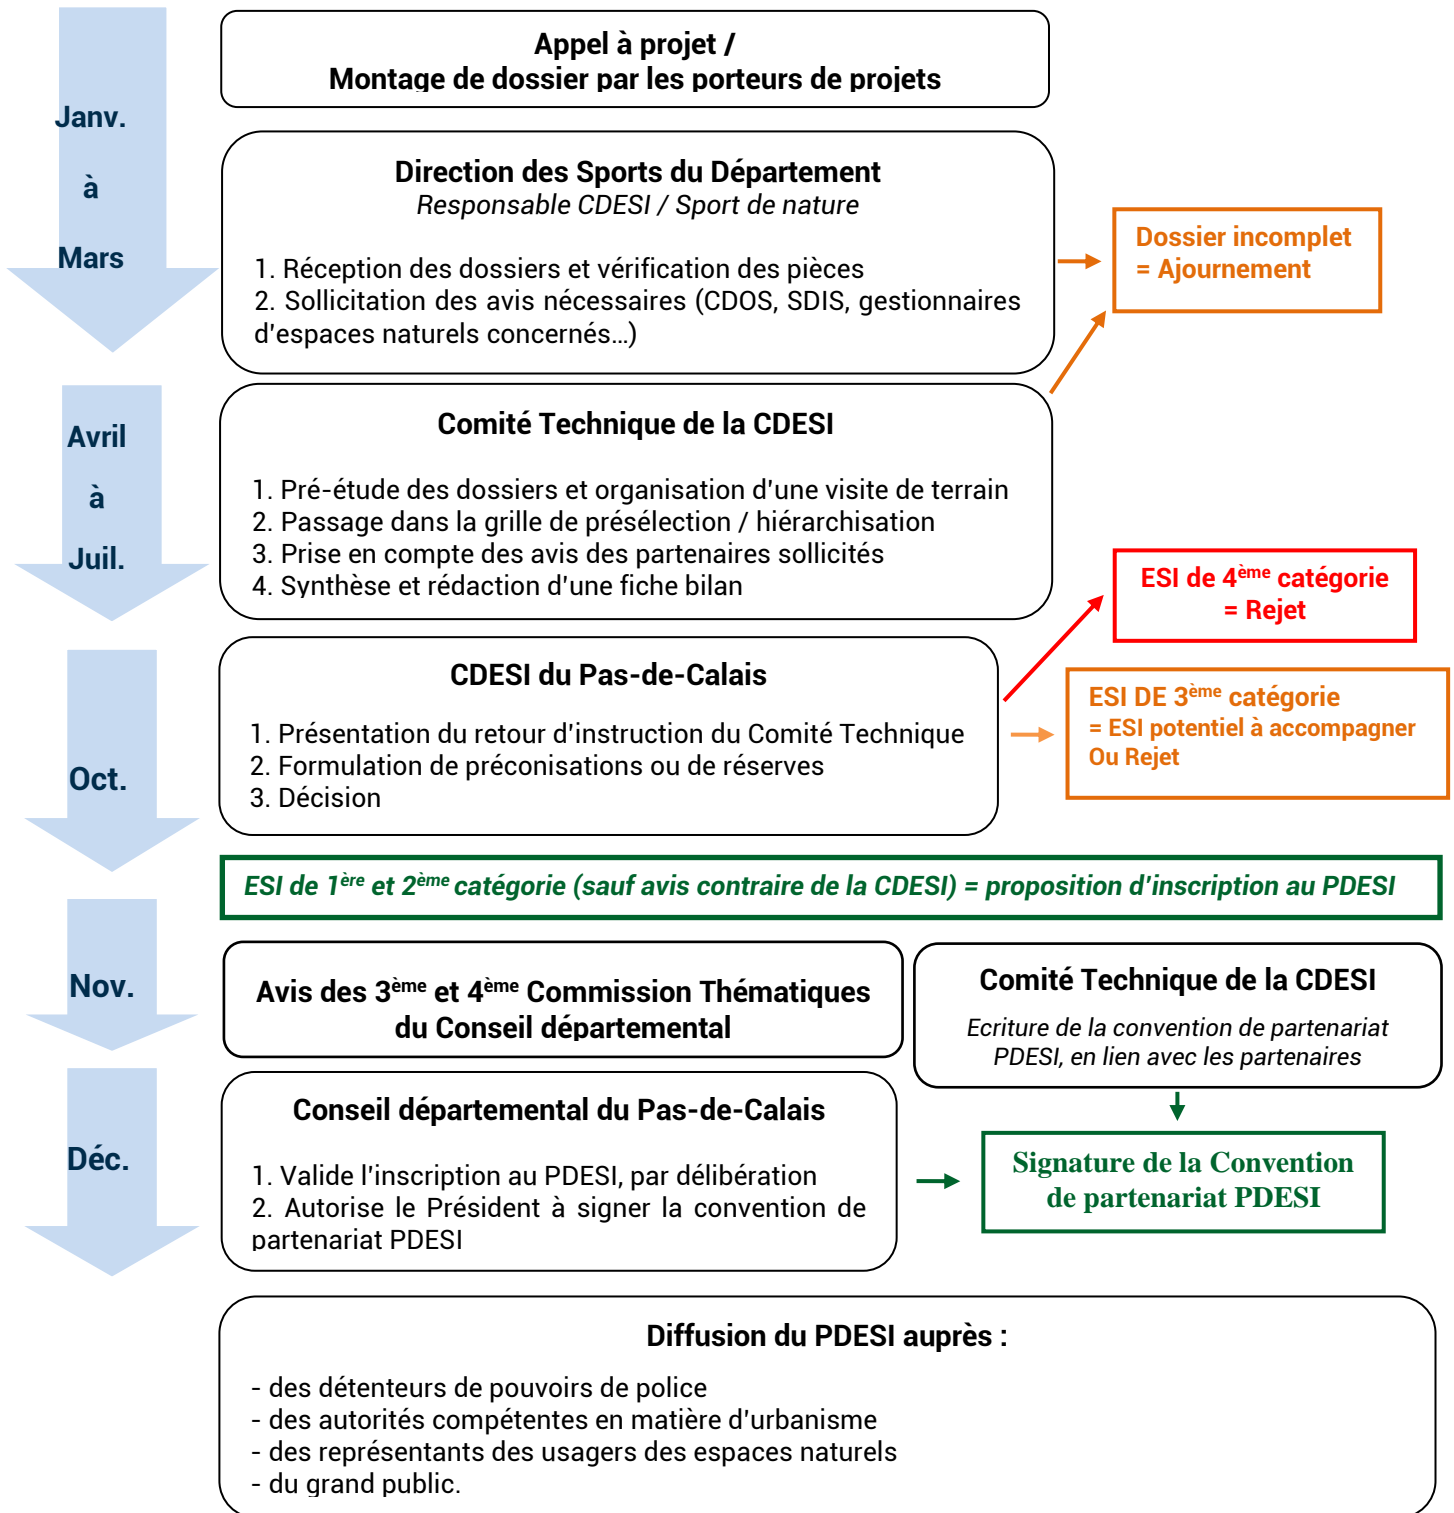 Appel à projet /
Montage de dossier par les porteurs de projets
Janv.
à
Mars
Direction des Sports du Département
Responsable CDESI / Sport de nature
1. Réception des dossiers et vérification des pièces
2. Sollicitation des avis nécessaires (CDOS, SDIS, gestionnaires
d'espaces naturels concernés…)
Dossier incomplet
= Ajournement
Avril
à
Juil.
Comité Technique de la CDESI
1. Pré-étude des dossiers et organisation d'une visite de terrain
2. Passage dans la grille de présélection / hiérarchisation
3. Prise en compte des avis des partenaires sollicités
4. Synthèse et rédaction d'une fiche bilan
ESI de 4ème catégorie
= Rejet
Oct.
CDESI du Pas-de-Calais
1. Présentation du retour d'instruction du Comité Technique
2. Formulation de préconisations ou de réserves
3. Décision
ESI DE 3ème catégorie
= ESI potentiel à accompagner
Ou Rejet
ESI de 1ère et 2ème catégorie (sauf avis contraire de la CDESI) = proposition d'inscription au PDESI
Nov.
Avis des 3ème et 4ème Commission Thématiques
du Conseil départemental
Comité Technique de la CDESI
Ecriture de la convention de partenariat
PDESI, en lien avec les partenaires
Déc.
Conseil départemental du Pas-de-Calais
1. Valide l'inscription au PDESI, par délibération
2. Autorise le Président à signer la convention de
partenariat PDESI
Signature de la Convention
de partenariat PDESI
Diffusion du PDESI auprès :
- des détenteurs de pouvoirs de police
- des autorités compétentes en matière d'urbanisme
- des représentants des usagers des espaces naturels
- du grand public.